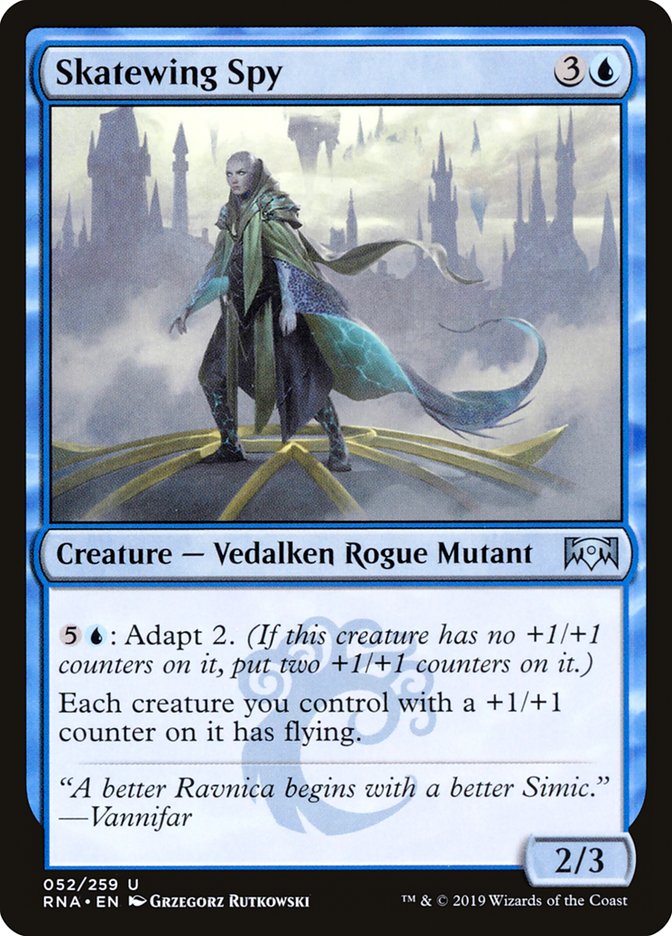 Skatewing Spy 3
Creature — Vedalken Rogue Mutant
5: Adapt 2. (If this creature has no +1/+1
counters on it, put two +1/+1 counters on it.)
Each creature you control with a +1/+1
counter on it has flying.
“A better Ravnica begins with a better Simic.”
—Vannifar
2/3
052/259 U
RNA • EN Grzegorz Rutkowski
™ & © 2019 Wizards of the Coast